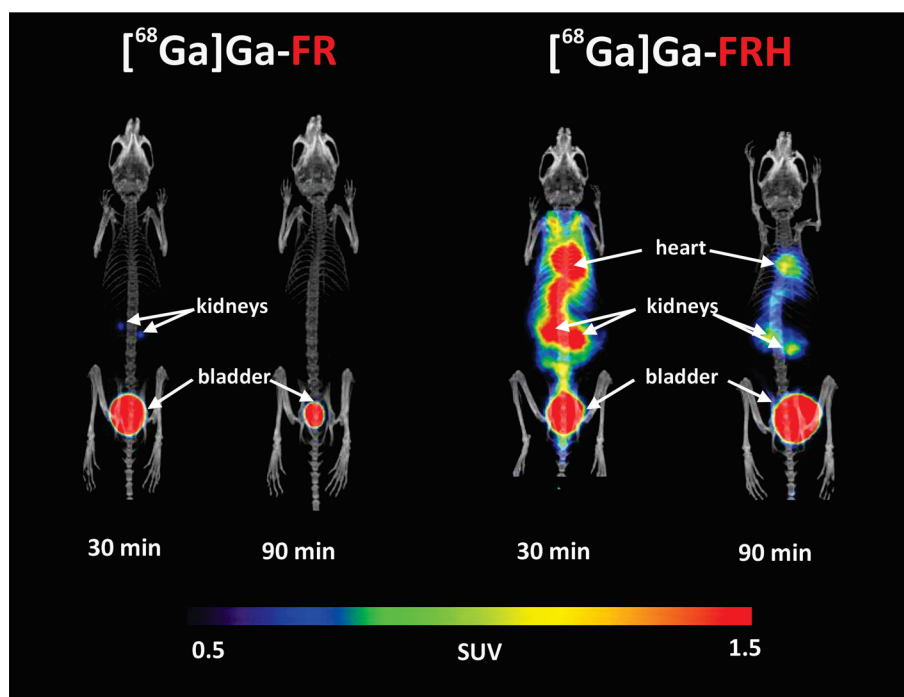 [⁶⁸Ga]Ga-FR
[⁶⁸Ga]Ga-FRH
heart
kidneys
kidneys
bladder
bladder
30 min
90 min
30 min
90 min
0.5
SUV
1.5